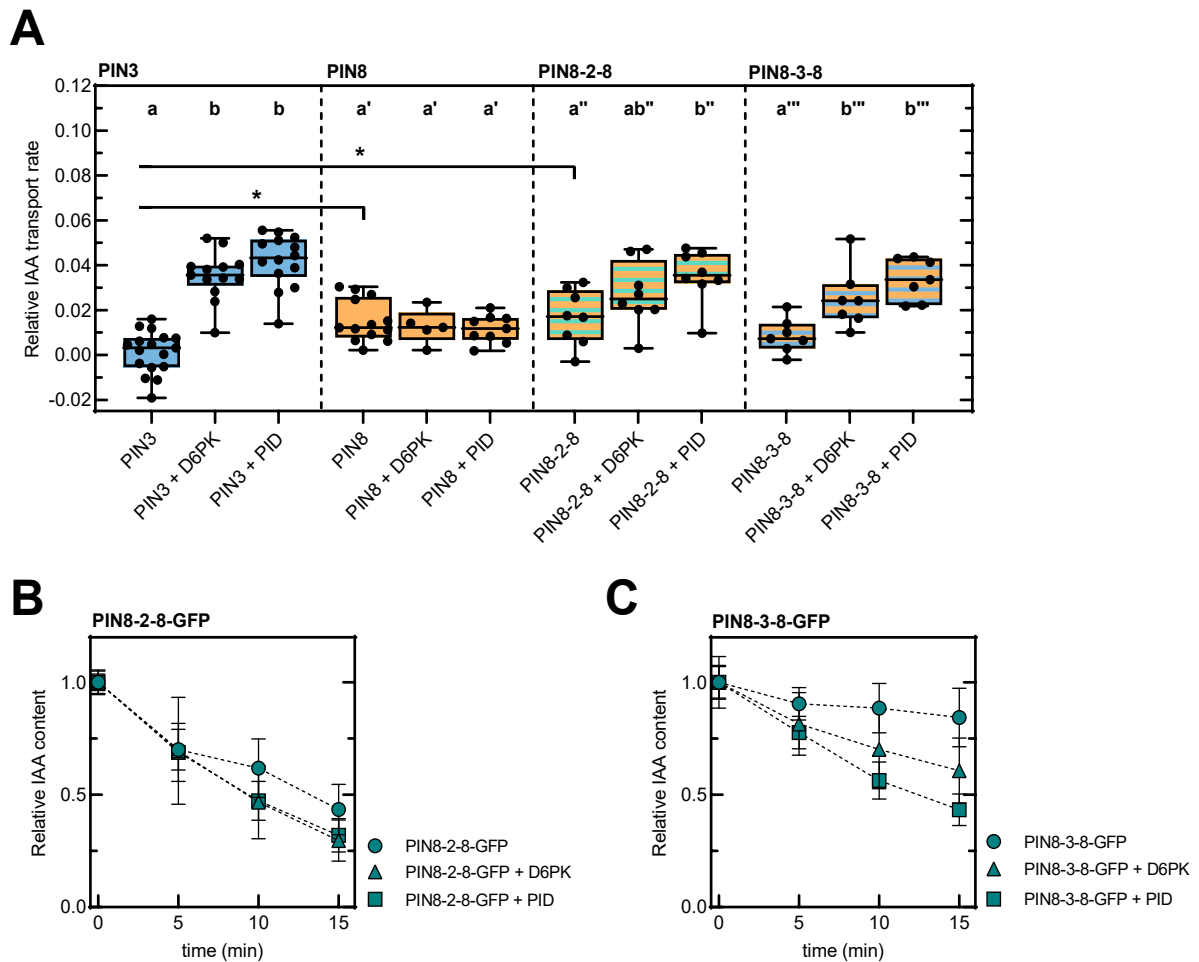 A
PIN3 PIN8 PIN8-2-8 PIN8-3-8
0.12
0.10
0.08
0.06
0.04
0.02
0.00
-0.02
Relative IAA transport rate
a b b a' a' a' a'' ab'' b'' a''' b''' b'''
*
*
PIN3
PIN3 + D6PK
PIN3 + PID
PIN8
PIN8 + D6PK
PIN8 + PID
PIN8-2-8
PIN8-2-8 + D6PK
PIN8-2-8 + PID
PIN8-3-8
PIN8-3-8 + D6PK
PIN8-3-8 + PID
B
PIN8-2-8-GFP
1.0
0.5
0.0
Relative IAA content
0 5 10 15
time (min)
PIN8-2-8-GFP
PIN8-2-8-GFP + D6PK
PIN8-2-8-GFP + PID
C
PIN8-3-8-GFP
1.0
0.5
0.0
Relative IAA content
0 5 10 15
time (min)
PIN8-3-8-GFP
PIN8-3-8-GFP + D6PK
PIN8-3-8-GFP + PID